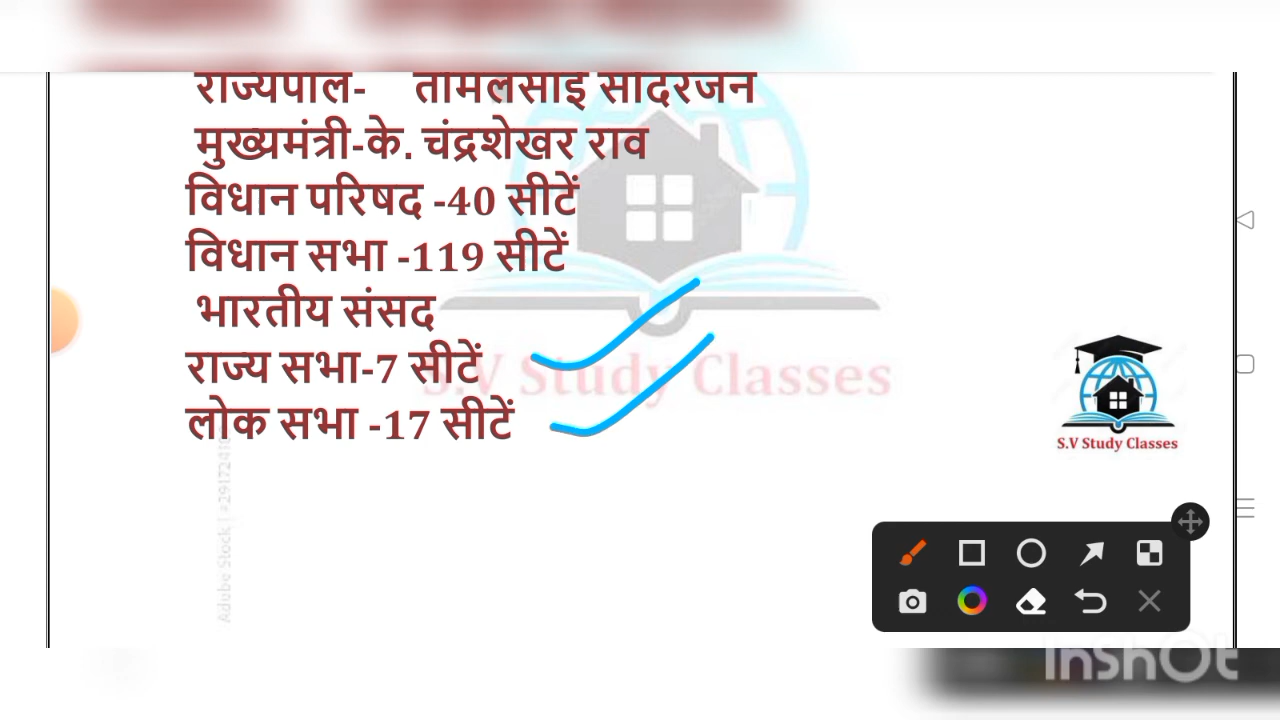 राज्यपाल- तमिलसाई सौंदरराजन
मुख्यमंत्री-के. चंद्रशेखर राव
विधान परिषद -40 सीटें
विधान सभा -119 सीटें
भारतीय संसद
राज्य सभा-7 सीटें
लोक सभा -17 सीटें
S.V Study Classes
S.V Study Classes
InShOt